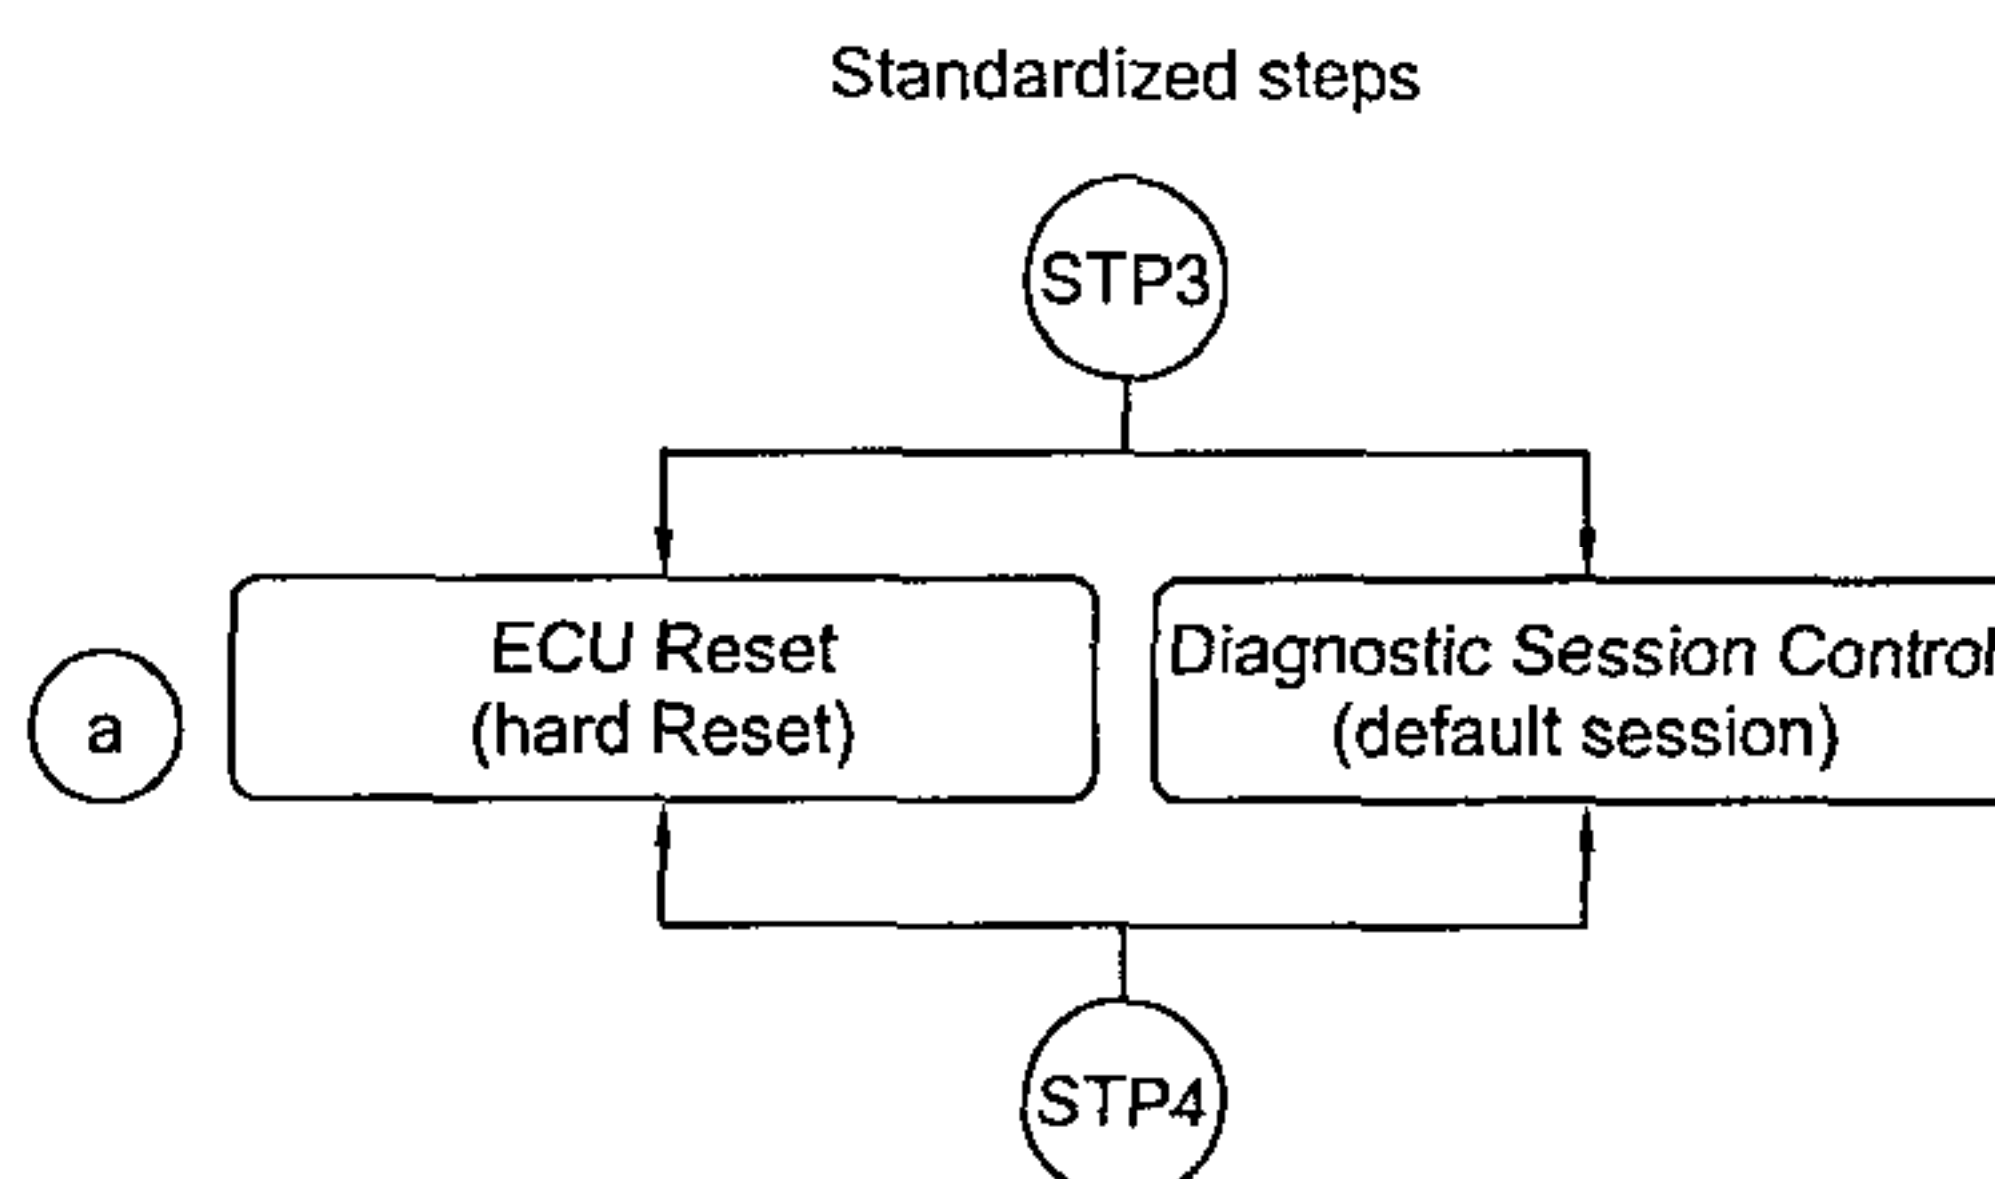 Standardized steps
STP3
a
ECU Reset
(hard Reset)
Diagnostic Session Control
(default session)
STP4